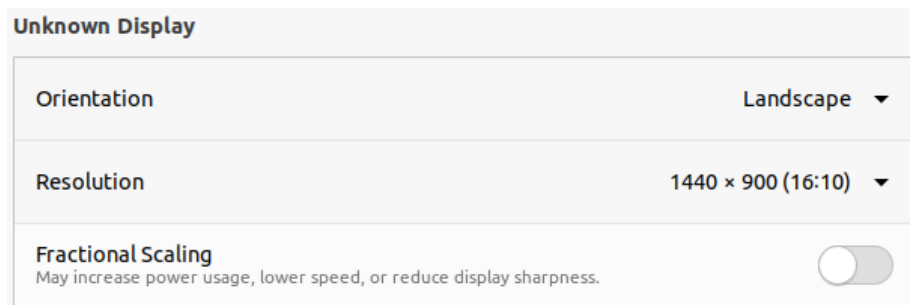 Unknown Display
Orientation Landscape
Resolution 1440 × 900 (16:10)
Fractional Scaling
May increase power usage, lower speed, or reduce display sharpness.